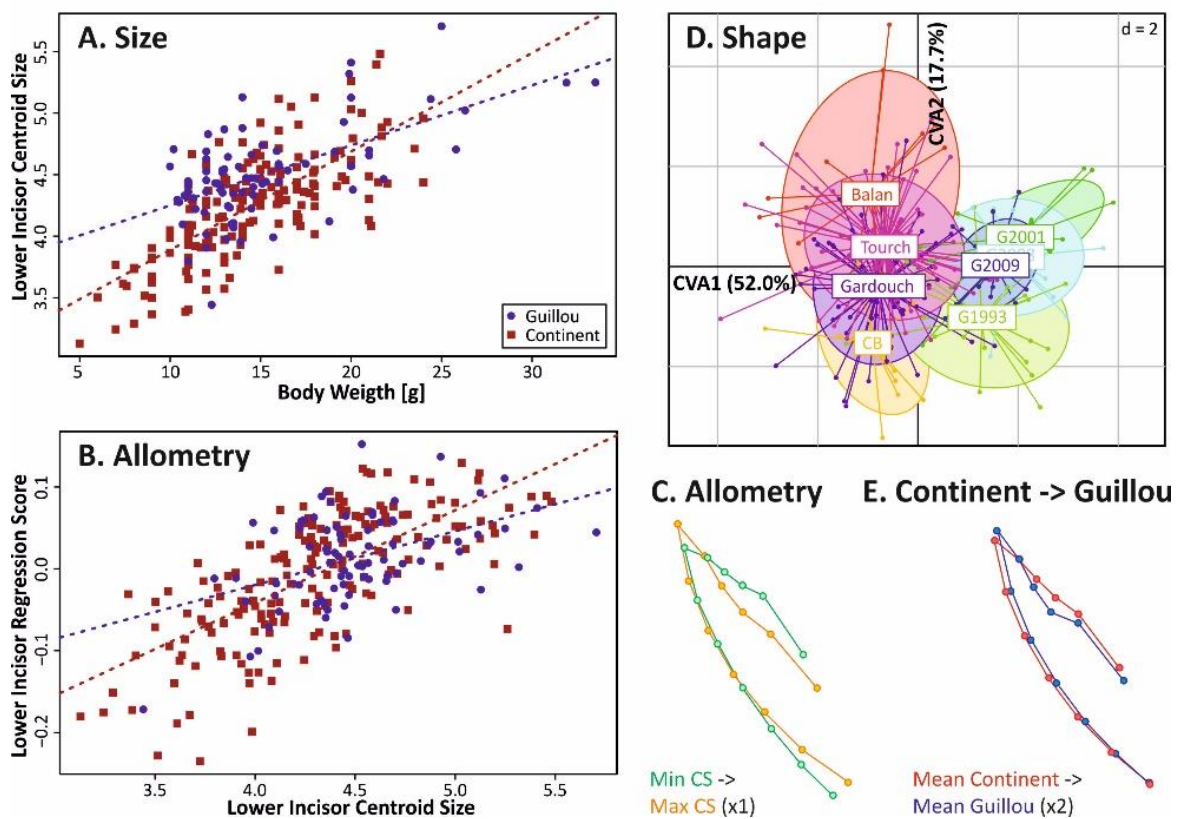 A. Size
Lower Incisor Centroid Size
5.5
5.0
4.5
4.0
3.5
5
10
15
20
25
30
Body Weigth [g]
Guillou
Continent
B. Allometry
Lower Incisor Regression Score
0.1
0.0
−0.1
−0.2
3.5
4.0
4.5
5.0
5.5
Lower Incisor Centroid Size
D. Shape
d = 2
CVA2 (17.7%)
CVA1 (52.0%)
Balan
Tourch
Gardouch
CB
G2001
G2009
G1993
C. Allometry
Min CS ->
Max CS (x1)
E. Continent -> Guillou
Mean Continent ->
Mean Guillou (x2)